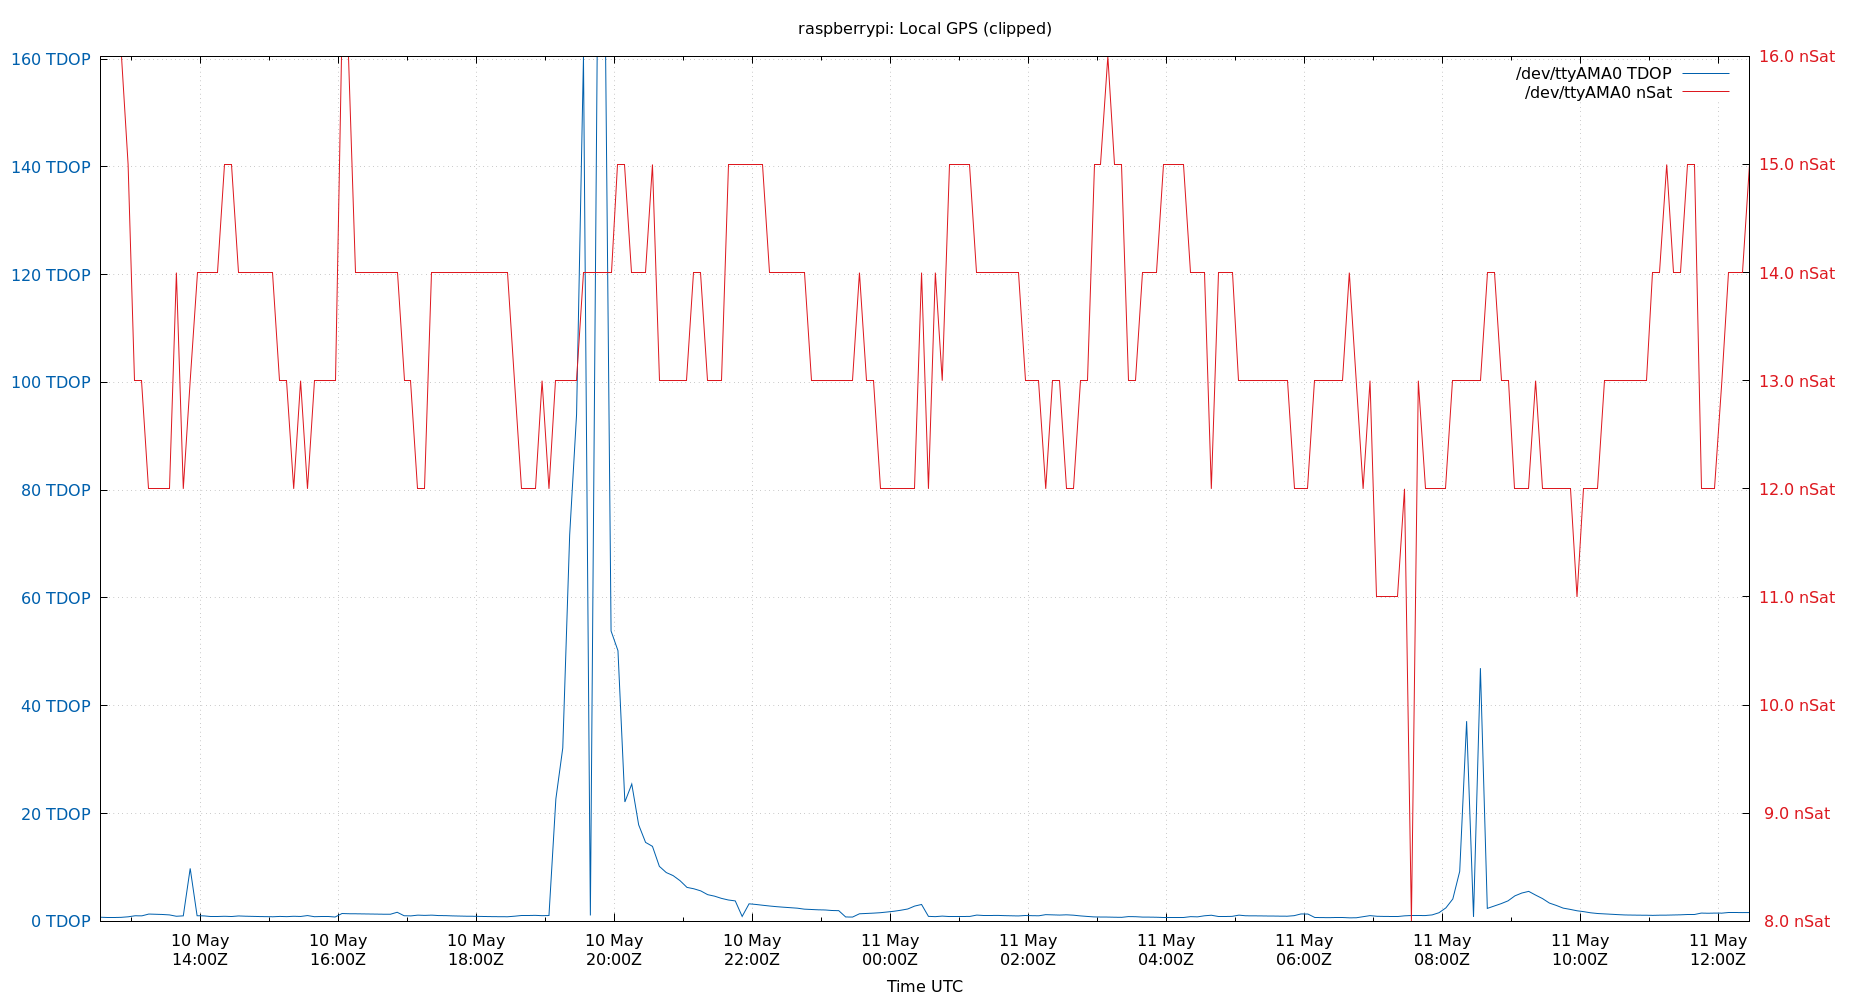 raspberrypi: Local GPS (clipped)
160 TDOP
140 TDOP
120 TDOP
100 TDOP
80 TDOP
60 TDOP
40 TDOP
20 TDOP
0 TDOP
/dev/ttyAMA0 TDOP
/dev/ttyAMA0 nSat
16.0 nSat
15.0 nSat
14.0 nSat
13.0 nSat
12.0 nSat
11.0 nSat
10.0 nSat
9.0 nSat
8.0 nSat
10 May
14:00Z
10 May
16:00Z
10 May
18:00Z
10 May
20:00Z
10 May
22:00Z
11 May
00:00Z
11 May
02:00Z
11 May
04:00Z
11 May
06:00Z
11 May
08:00Z
11 May
10:00Z
11 May
12:00Z
Time UTC